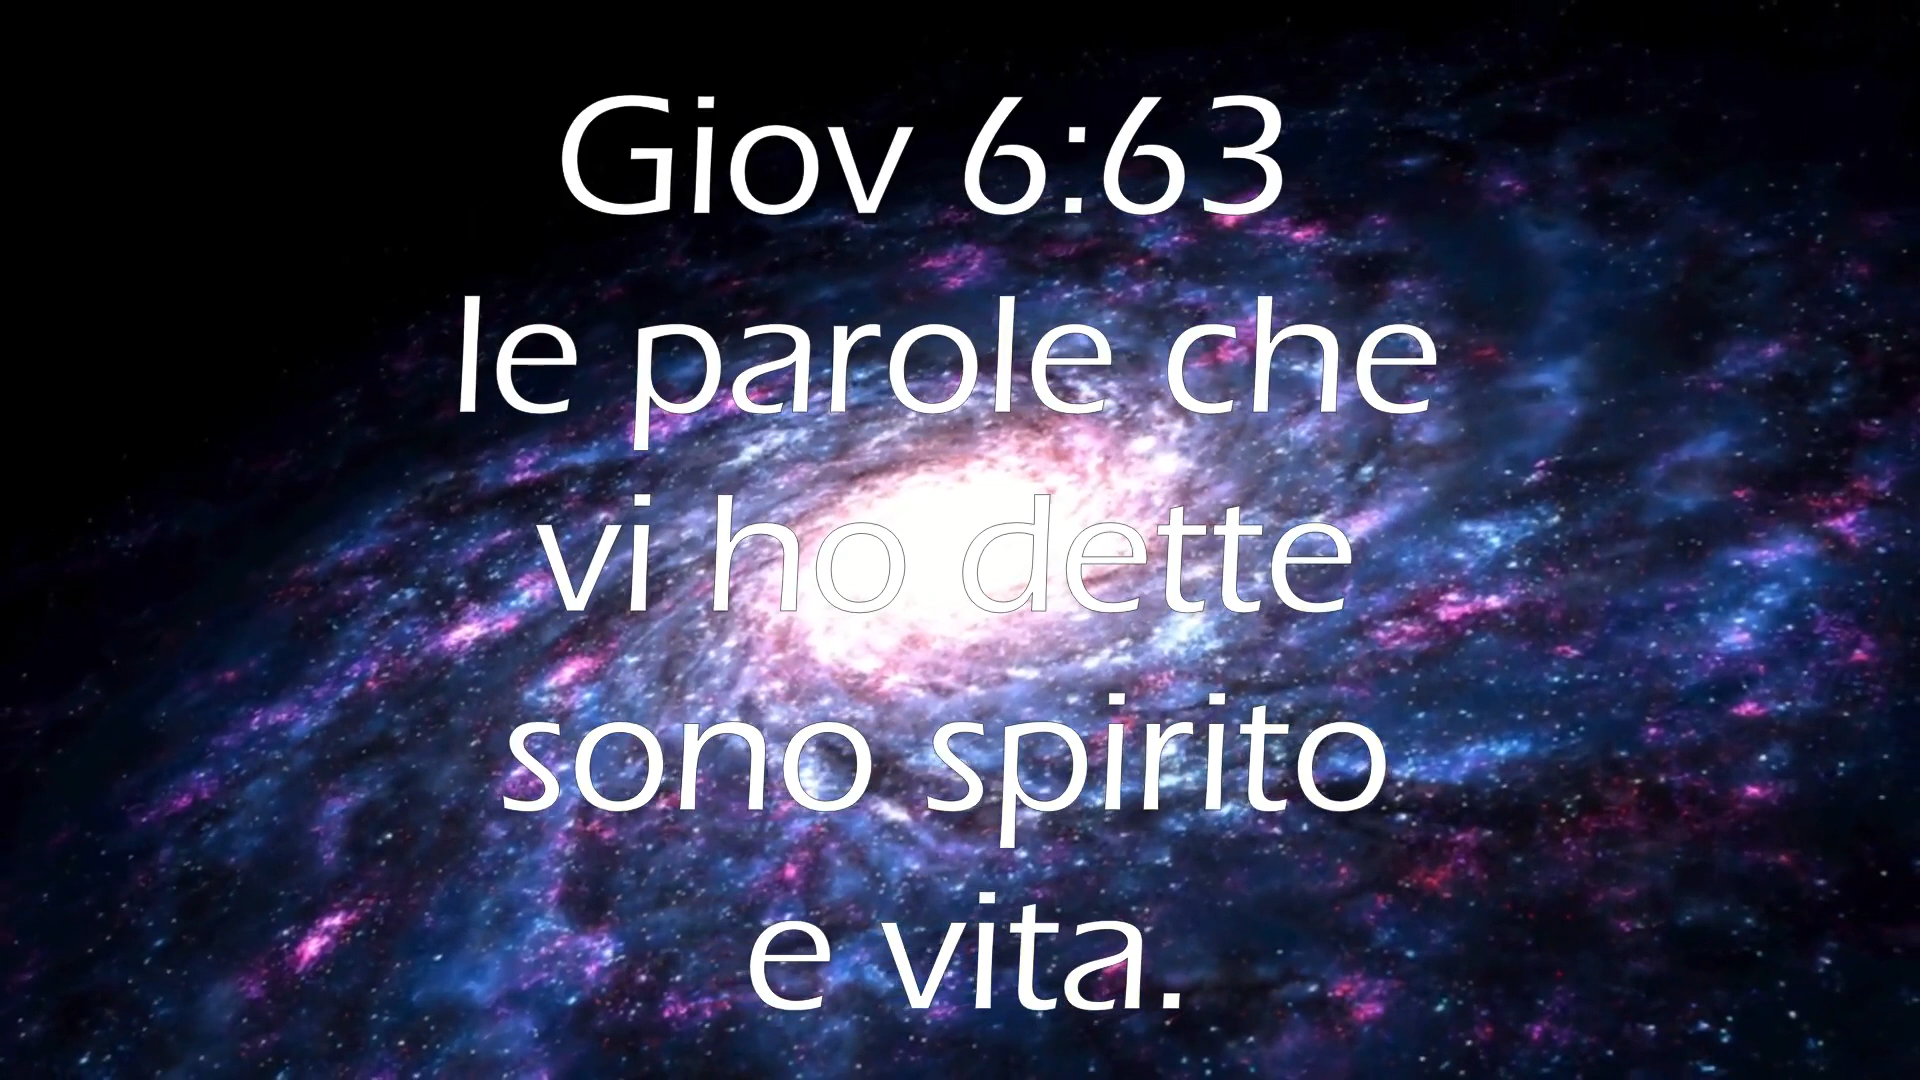 Giov 6:63
le parole che
vi ho dette
sono spirito
e vita.